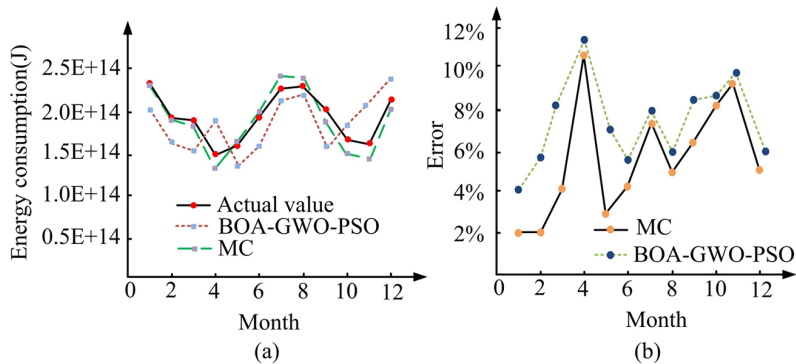 Energy consumption(J)
2.5E+14
2.0E+14
1.5E+14
1.0E+14
0.5E+14
Actual value
BOA-GWO-PSO
MC
0 2 4 6 8 10 12
Month
(a)
Error
12%
10%
8%
6%
4%
2%
MC
BOA-GWO-PSO
0 2 4 6 8 10 12
Month
(b)